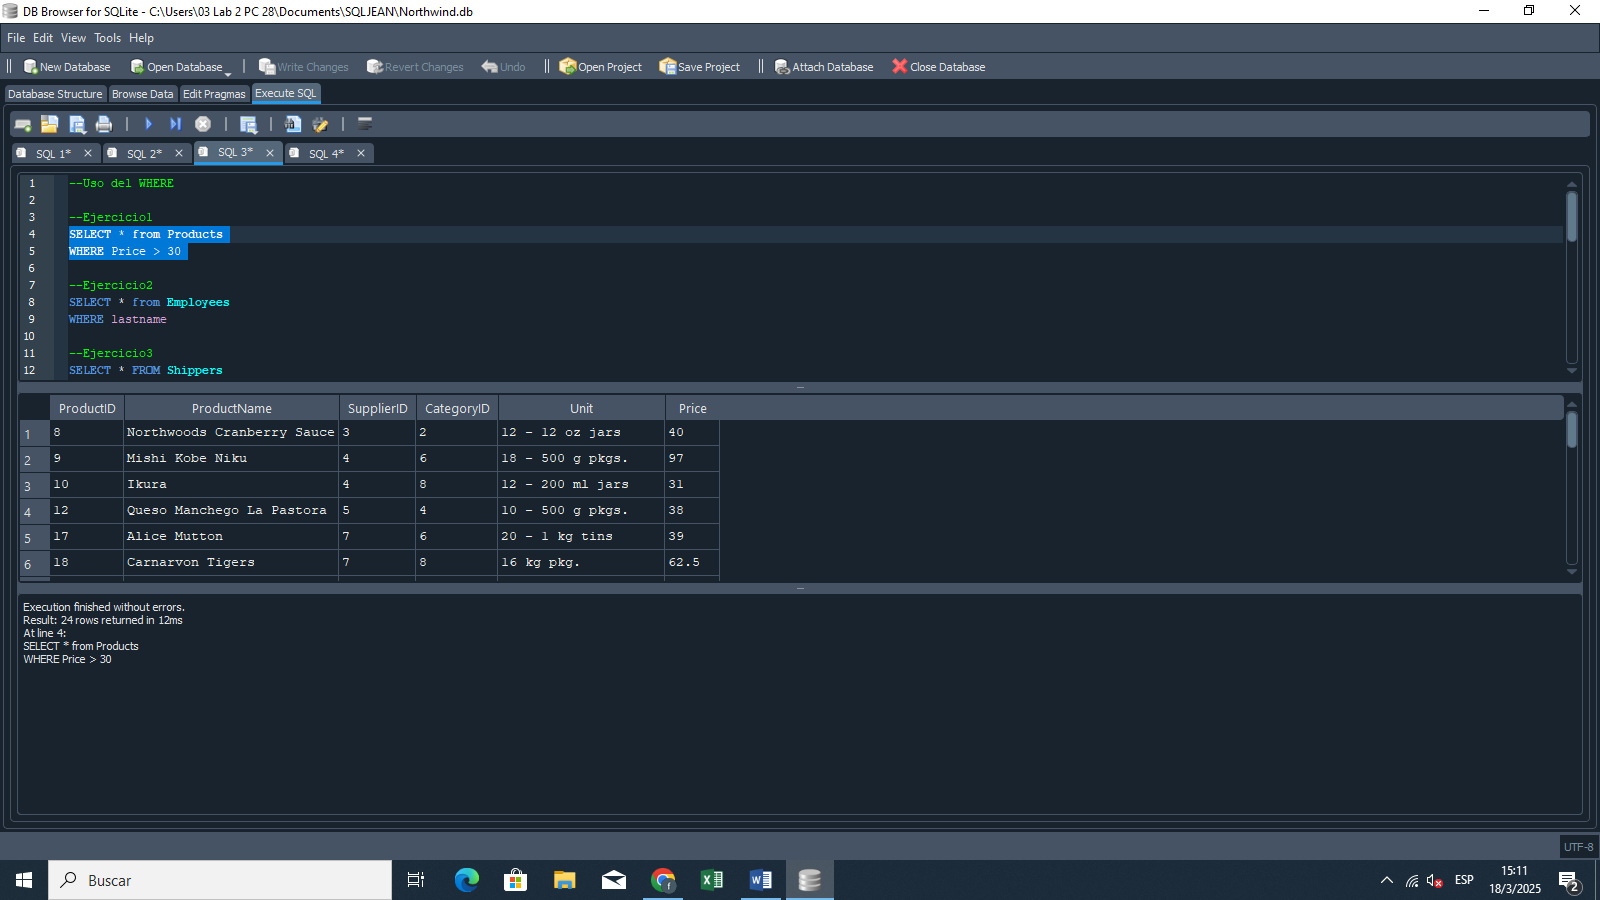 DB Browser for SQLite - C:\Users\03 Lab 2 PC 28\Documents\SQLJEAN\Northwind.db
File Edit View Tools Help
New Database Open Database Write Changes Revert Changes Undo Open Project Save Project Attach Database Close Database
Database Structure Browse Data Edit Pragmas Execute SQL
SQL 1* SQL 2* SQL 3* SQL 4*
1 --Uso del WHERE
2
3 --Ejercicio1
4 SELECT * from Products
5 WHERE Price > 30
6
7 --Ejercicio2
8 SELECT * from Employees
9 WHERE lastname
10
11 --Ejercicio3
12 SELECT * FROM Shippers
ProductID ProductName SupplierID CategoryID Unit Price
1 8 Northwoods Cranberry Sauce 3 2 12 - 12 oz jars 40
2 9 Mishi Kobe Niku 4 6 18 - 500 g pkgs. 97
3 10 Ikura 4 8 12 - 200 ml jars 31
4 12 Queso Manchego La Pastora 5 4 10 - 500 g pkgs. 38
5 17 Alice Mutton 7 6 20 - 1 kg tins 39
6 18 Carnarvon Tigers 7 8 16 kg pkg. 62.5
Execution finished without errors.
Result: 24 rows returned in 12ms
At line 4:
SELECT * from Products
WHERE Price > 30
UTF-8
Buscar
ESP
15:11
18/3/2025
2